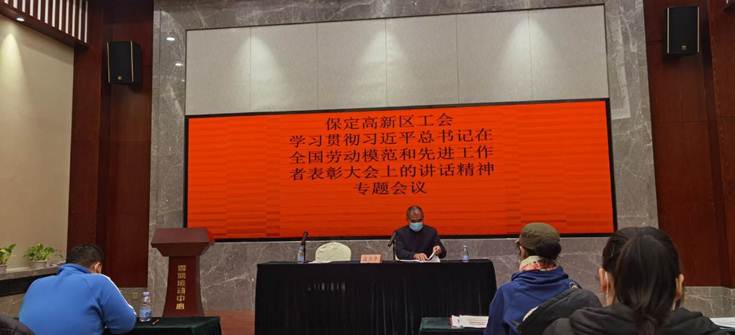 保定高新区工会
学习贯彻习近平总书记在
全国劳动模范和先进工作
者表彰大会上的讲话精神
专题会议